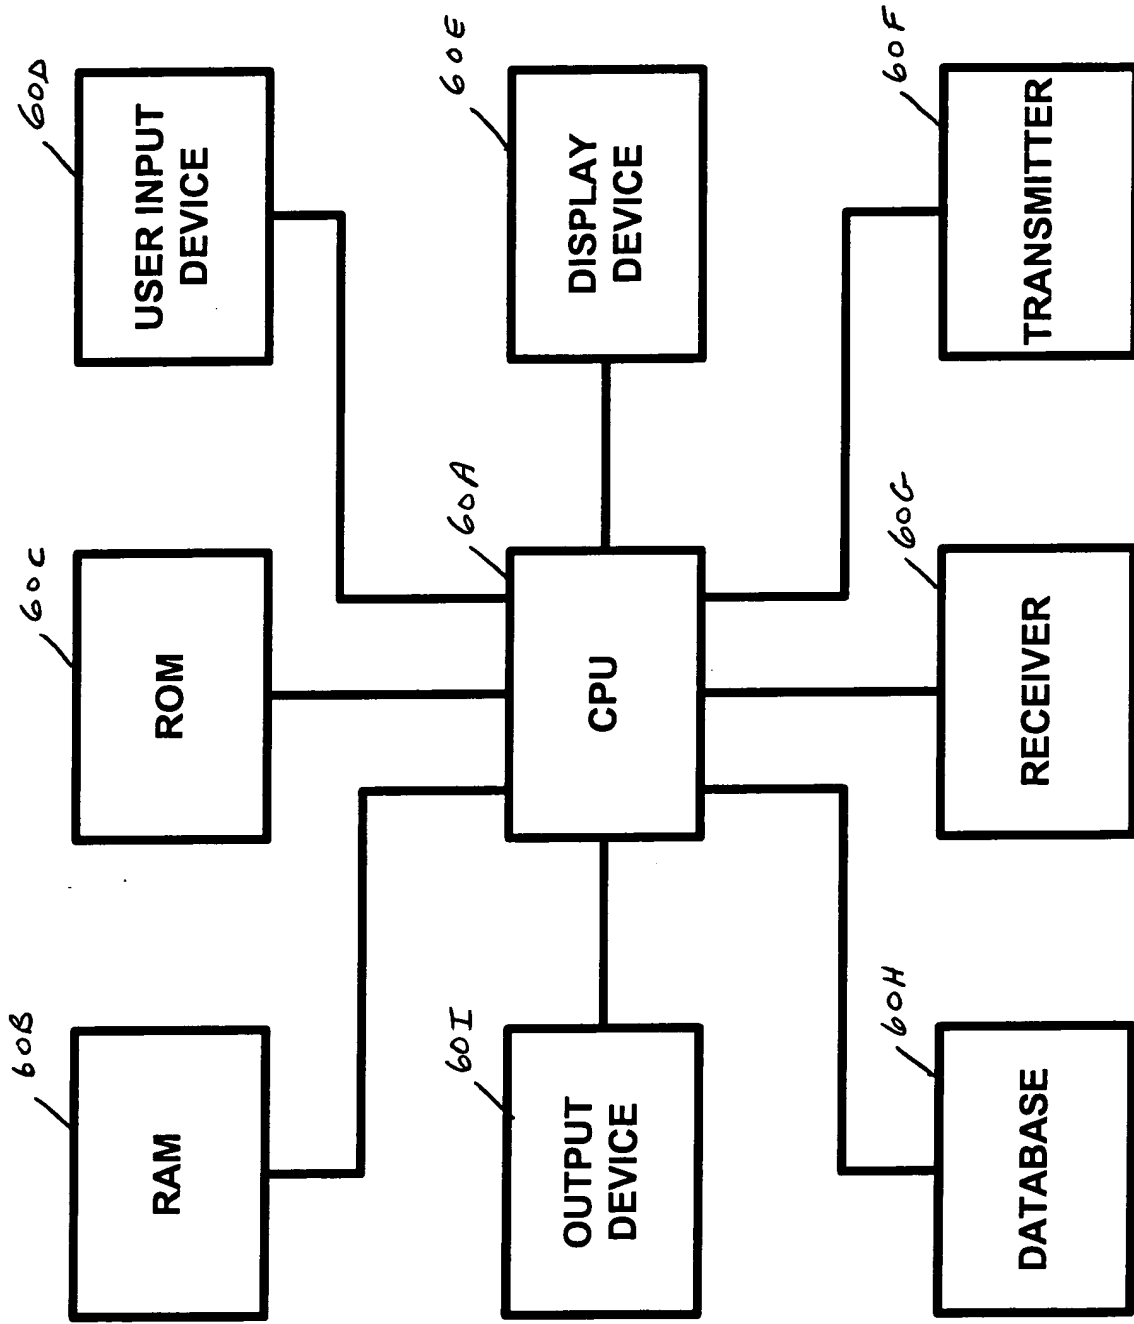 60B
RAM
60C
ROM
60D
USER INPUT
DEVICE
60I
OUTPUT
DEVICE
60A
CPU
60E
DISPLAY
DEVICE
60H
DATABASE
60G
RECEIVER
60F
TRANSMITTER